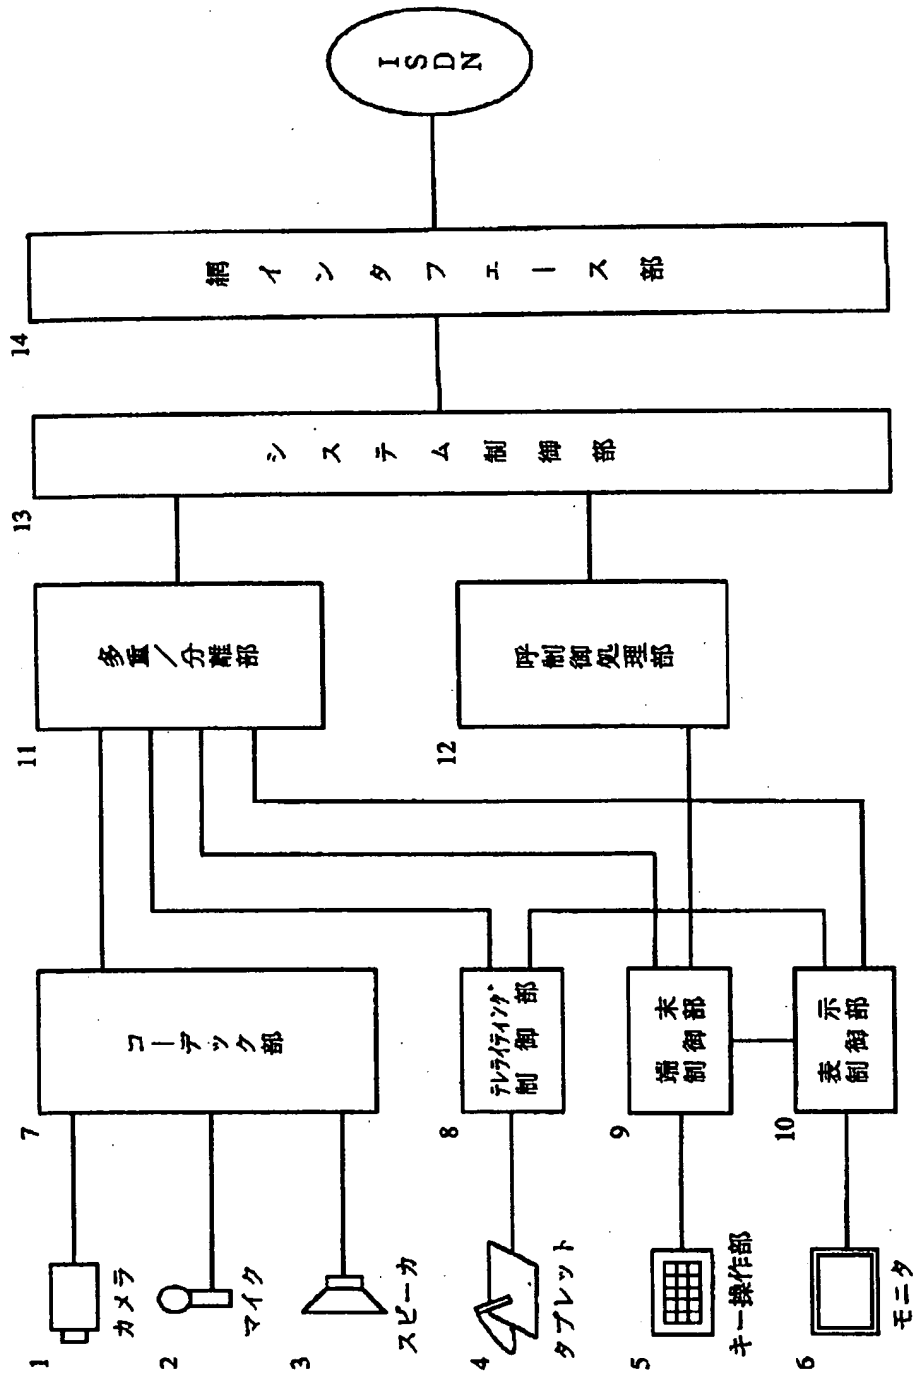 1
カメラ
2
マイク
3
スピーカ
4
タブレット
5
キー操作部
6
モニタ
7
コーデック部
8
テレライティング
制御部
9
端末
制御部
10
表示
制御部
11
多重/分離部
12
呼制御処理部
13
システム制御部
14
網インタフェース部
ISDN